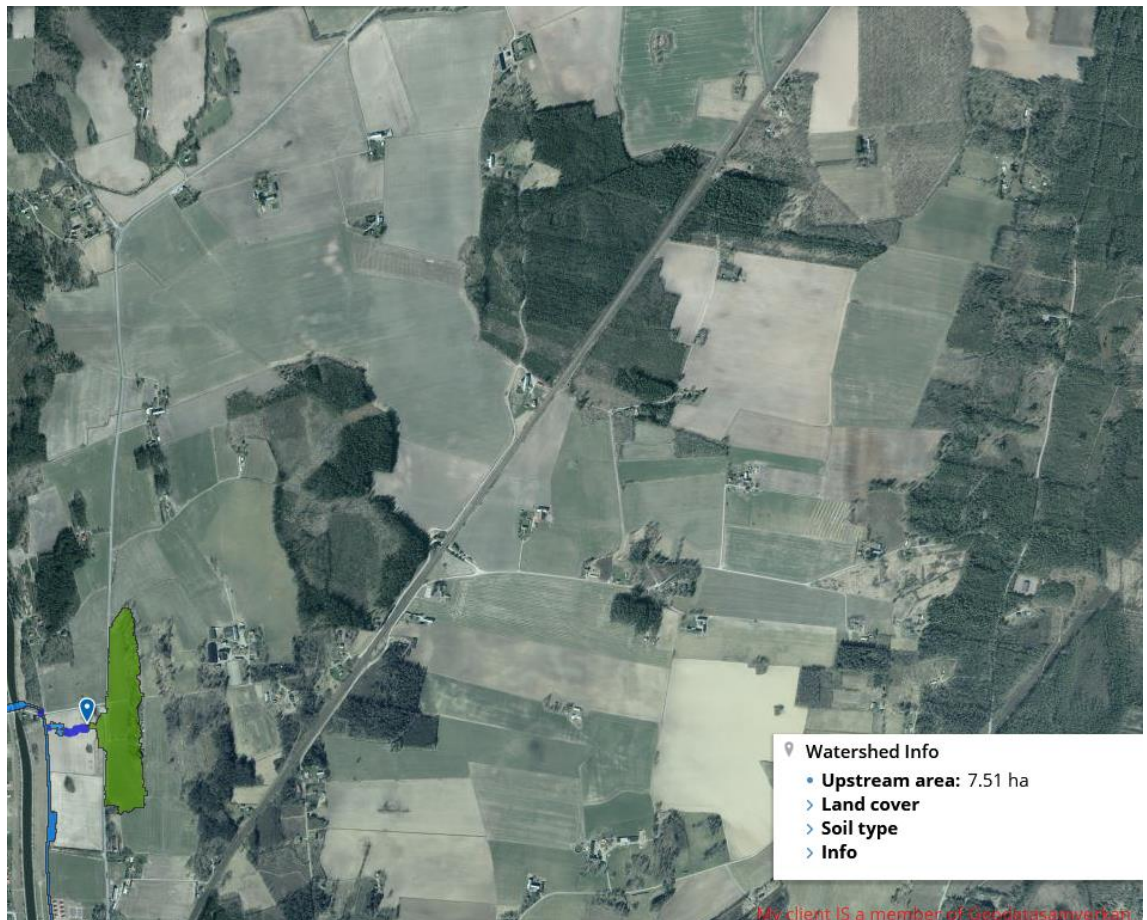 Watershed Info
Upstream area: 7.51 ha
Land cover
Soil type
Info
My client IS a member of Geodatasamverkan